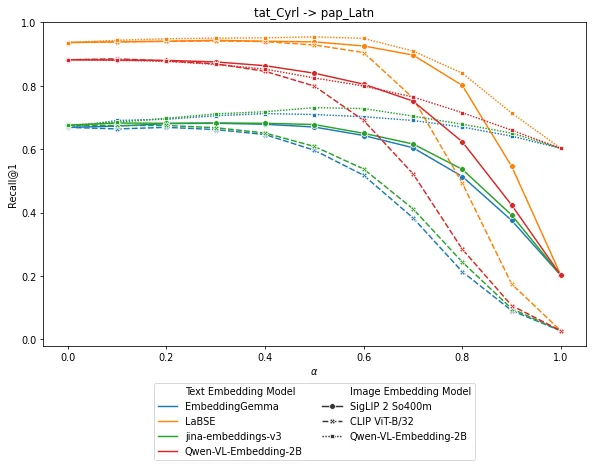 tat_Cyrl -> pap_Latn
1.0
0.8
0.6
0.4
0.2
0.0
Recall@1
0.0 0.2 0.4 0.6 0.8 1.0
α
Text Embedding Model
EmbeddingGemma
LaBSE
jina-embeddings-v3
Qwen-VL-Embedding-2B
Image Embedding Model
SigLIP 2 So400m
CLIP ViT-B/32
Qwen-VL-Embedding-2B